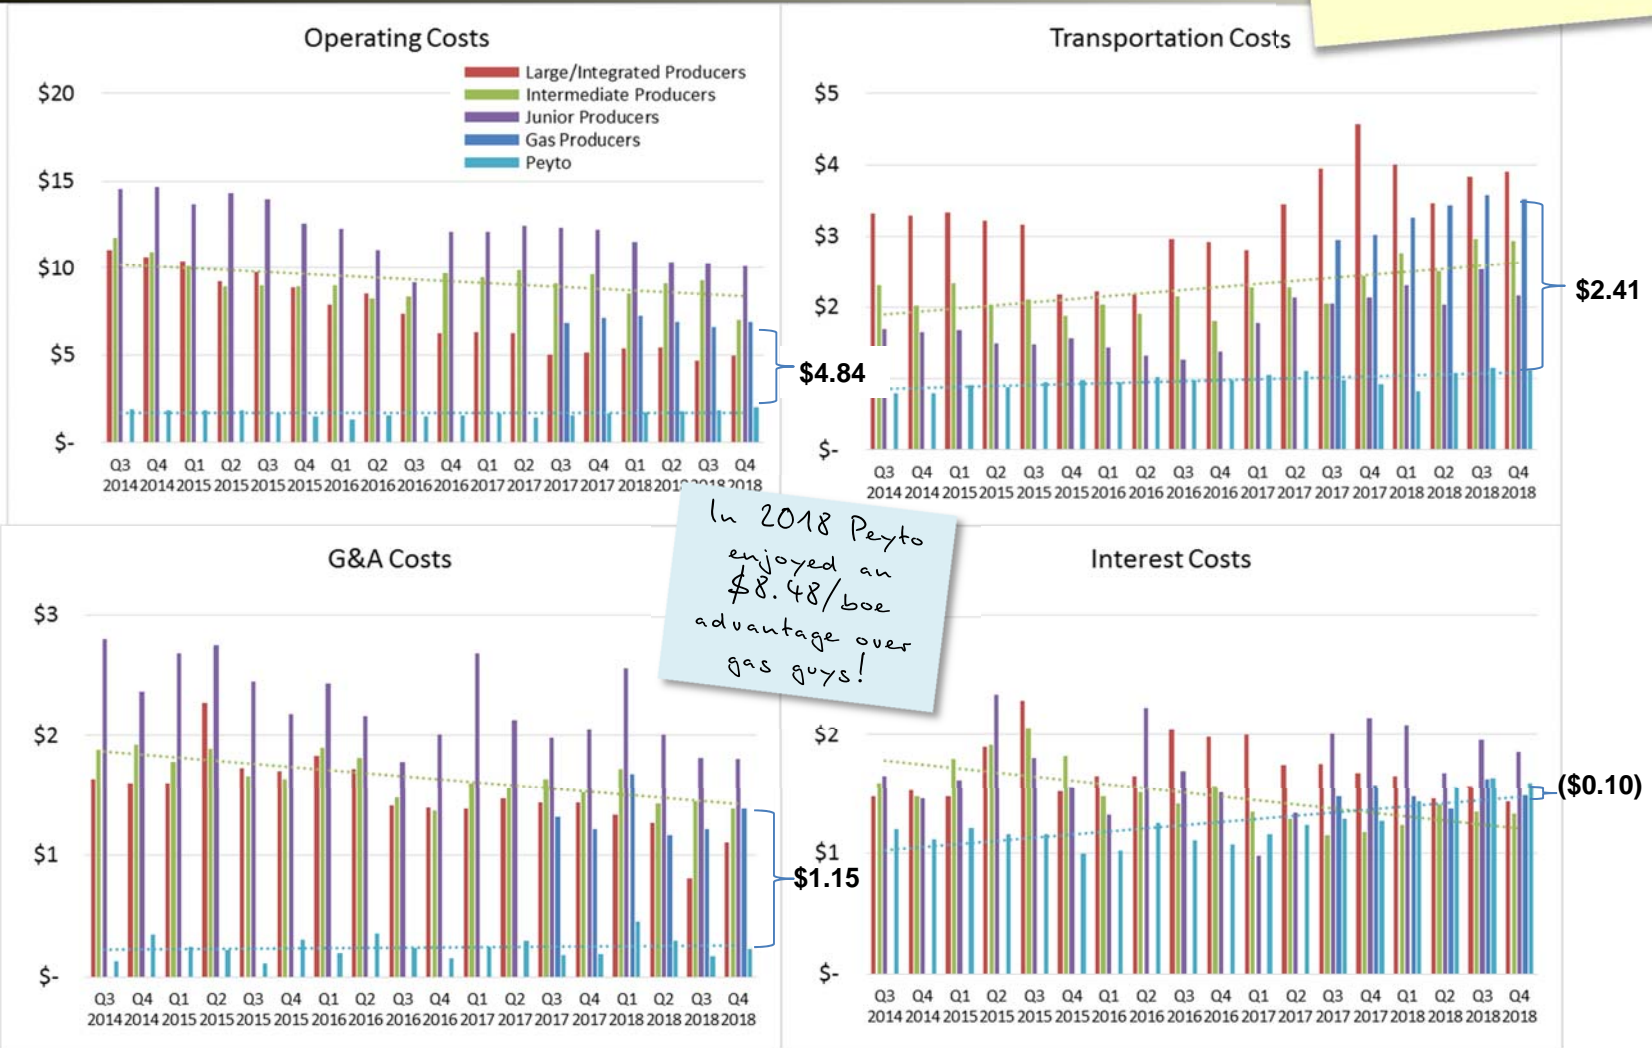 Operating Costs
Large/Integrated Producers
Intermediate Producers
Junior Producers
Gas Producers
Peyto
$20
$15
$10
$5
$-
$4.84
Q3 Q4 Q1 Q2 Q3 Q4 Q1 Q2 Q3 Q4 Q1 Q2 Q3 Q4 Q1 Q2 Q3 Q4
2014 2014 2015 2015 2015 2015 2016 2016 2016 2016 2017 2017 2017 2017 2018 2018 2018 2018
Transportation Costs
$5
$4
$3
$2
$-
$2.41
Q3 Q4 Q1 Q2 Q3 Q4 Q1 Q2 Q3 Q4 Q1 Q2 Q3 Q4 Q1 Q2 Q3 Q4
2014 2014 2015 2015 2015 2015 2016 2016 2016 2016 2017 2017 2017 2017 2018 2018 2018 2018
In 2018 Peyto
enjoyed an
$8.48/boe
advantage over
gas guys!
G&A Costs
$3
$2
$1
$-
$1.15
Q3 Q4 Q1 Q2 Q3 Q4 Q1 Q2 Q3 Q4 Q1 Q2 Q3 Q4 Q1 Q2 Q3 Q4
2014 2014 2015 2015 2015 2015 2016 2016 2016 2016 2017 2017 2017 2017 2018 2018 2018 2018
Interest Costs
$2
$1
$-
($0.10)
Q3 Q4 Q1 Q2 Q3 Q4 Q1 Q2 Q3 Q4 Q1 Q2 Q3 Q4 Q1 Q2 Q3 Q4
2014 2014 2015 2015 2015 2015 2016 2016 2016 2016 2017 2017 2017 2017 2018 2018 2018 2018